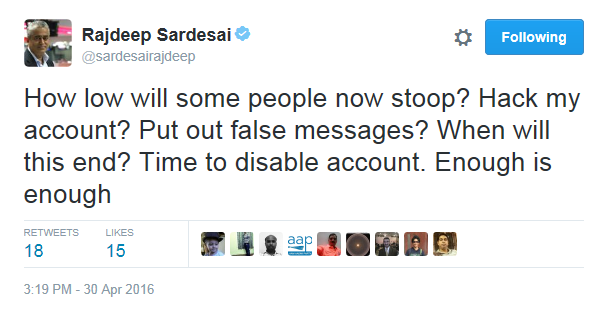 Rajdeep Sardesai
@sardesairajdeep
Following
How low will some people now stoop? Hack my
account? Put out false messages? When will
this end? Time to disable account. Enough is
enough
RETWEETS LIKES
18 15
aap
3:19 PM - 30 Apr 2016